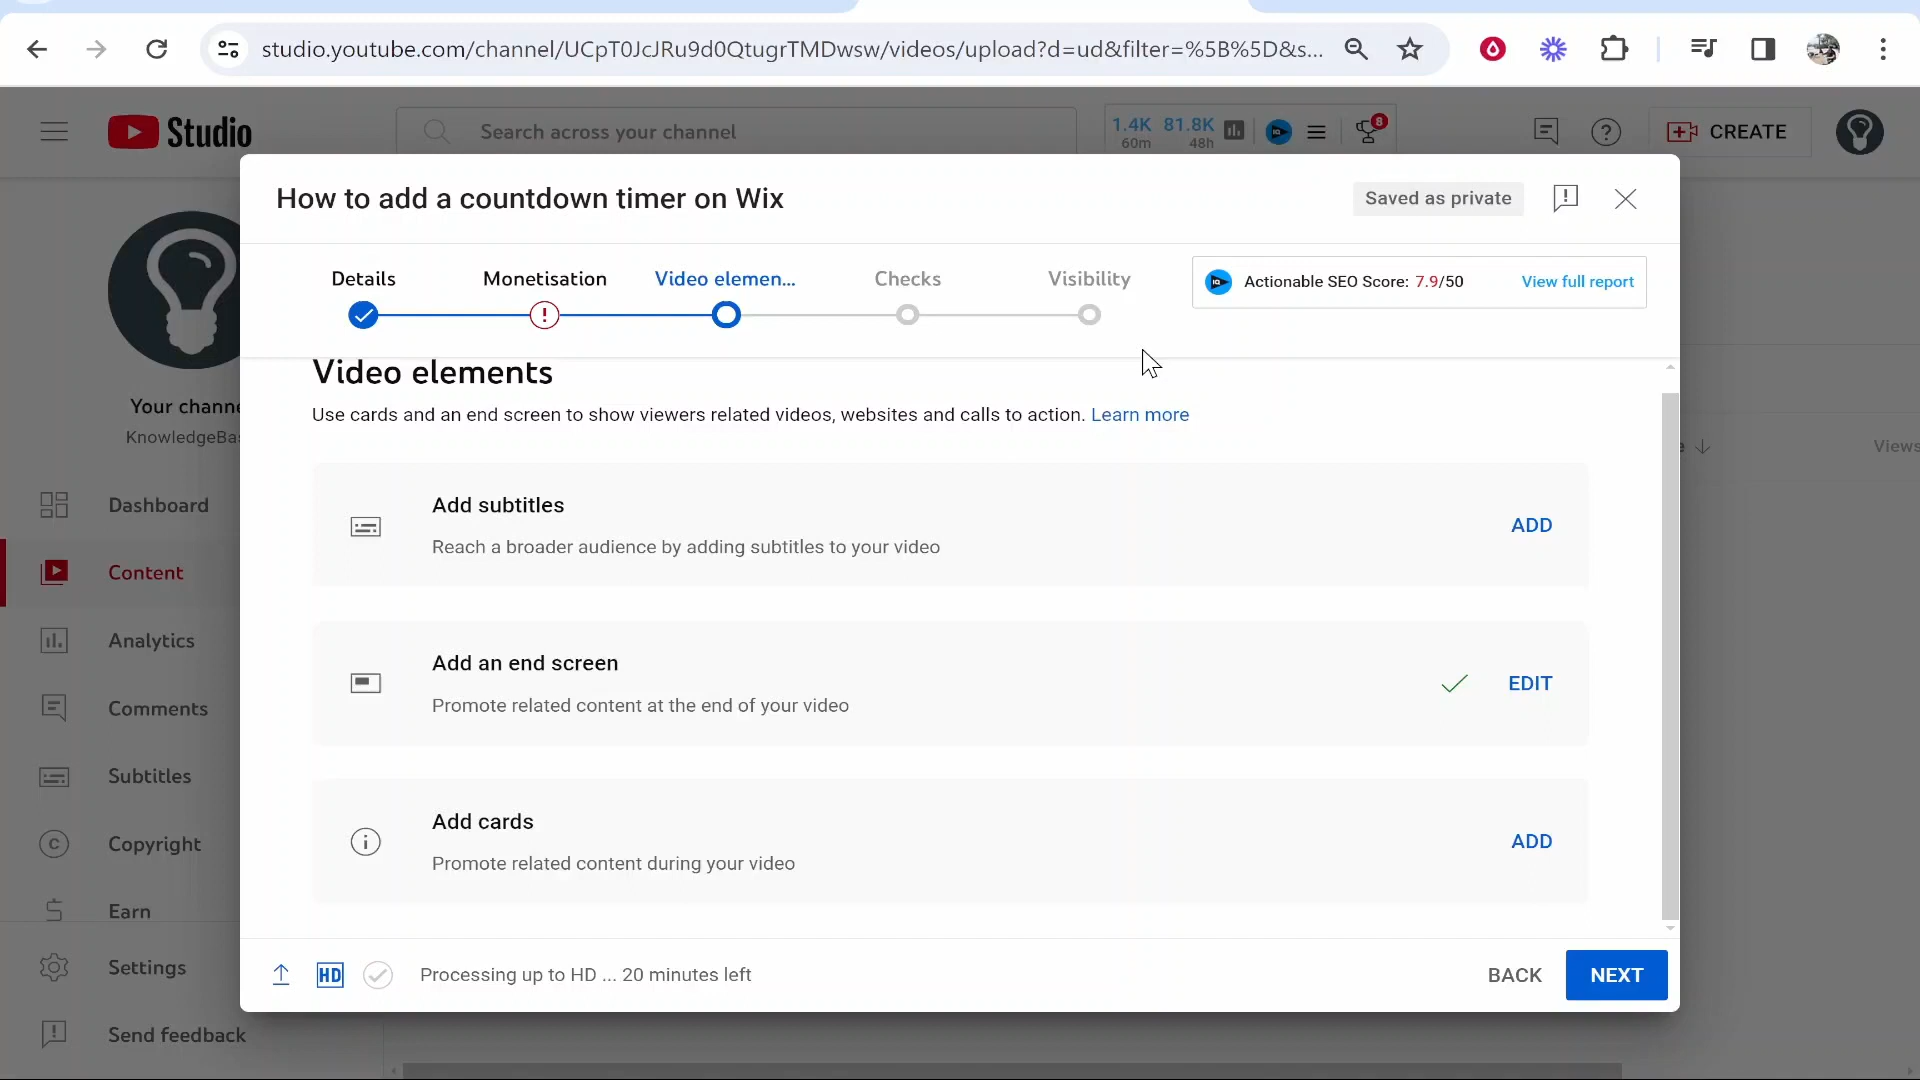 studio.youtube.com/channel/UCpT0JcJRu9d0QtugrTMDwsw/videos/upload?d=ud&filter=%5B%5D&s...
Studio
Search across your channel
1.4K 81.8K
60m 48h
8
CREATE
How to add a countdown timer on Wix
Saved as private
Details
Monetisation
Video elemen...
Checks
Visibility
Actionable SEO Score: 7.9/50
View full report
Video elements
Use cards and an end screen to show viewers related videos, websites and calls to action. Learn more
Add subtitles
Reach a broader audience by adding subtitles to your video
ADD
Add an end screen
Promote related content at the end of your video
EDIT
Add cards
Promote related content during your video
ADD
HD
Processing up to HD ... 20 minutes left
BACK
NEXT
Your channe
KnowledgeBa
Dashboard
Content
Analytics
Comments
Subtitles
Copyright
Earn
Settings
Send feedback
Views